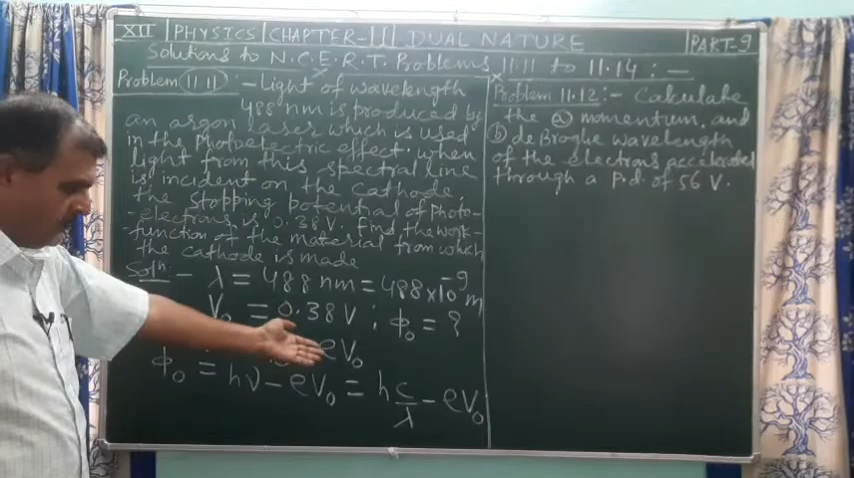 XII PHYSICS CHAPTER-11 DUAL NATURE PART-9
Solutions to N.C.E.R.T. Problems 11.11 to 11.14 :-
Problem 11.11 :- Light of wavelength
488 nm is produced by
an argon laser which is used
in the Photoelectric effect. when
light from this spectral line
is incident on the cathode,
the stopping potential of photo-
-electrons is 0.38V. find the work-
-function of the material from which
the cathode is made
Solⁿ - λ = 488 nm = 488×10⁻⁹ m
V₀ = 0.38V ; ϕ₀ = ?
eV₀
ϕ₀ = hν - eV₀ = h c/λ - eV₀
Problem 11.12 :- Calculate
the (a) momentum, and
(b) de Broglie wavelength
of the electrons accelerated
through a P.d. of 56 V.